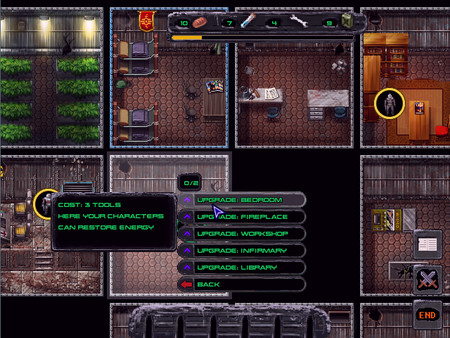 10 7 4 9
0/2
COST: 3 TOOLS
HERE YOUR CHARACTERS
CAN RESTORE ENERGY
UPGRADE: BEDROOM
UPGRADE: FIREPLACE
UPGRADE: WORKSHOP
UPGRADE: INFIRMARY
UPGRADE: LIBRARY
BACK
END